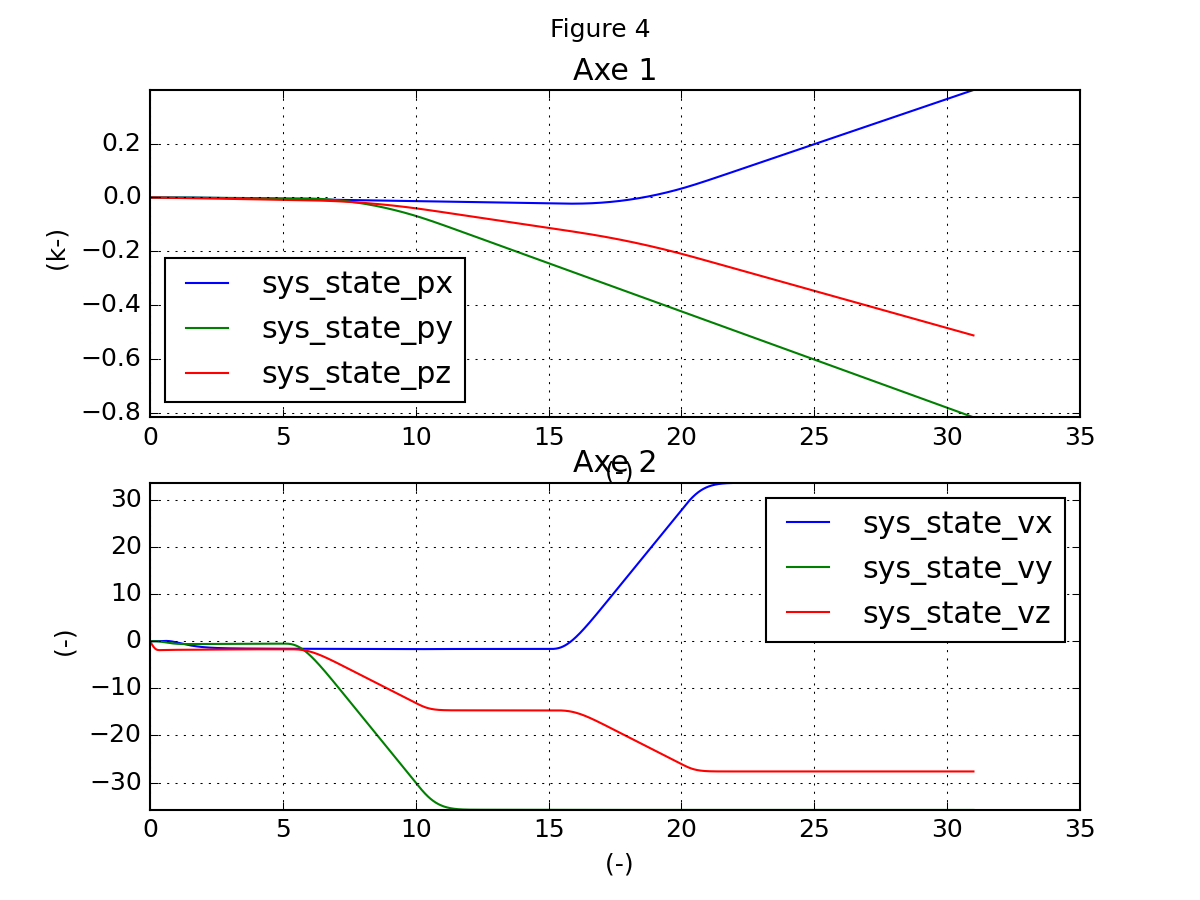 Figure 4
Axe 1
0.2
0.0
−0.2
−0.4
−0.6
−0.8
(k-)
sys_state_px
sys_state_py
sys_state_pz
0 5 10 15 20 25 30 35
(-)
Axe 2
30
20
10
0
−10
−20
−30
(-)
sys_state_vx
sys_state_vy
sys_state_vz
0 5 10 15 20 25 30 35
(-)